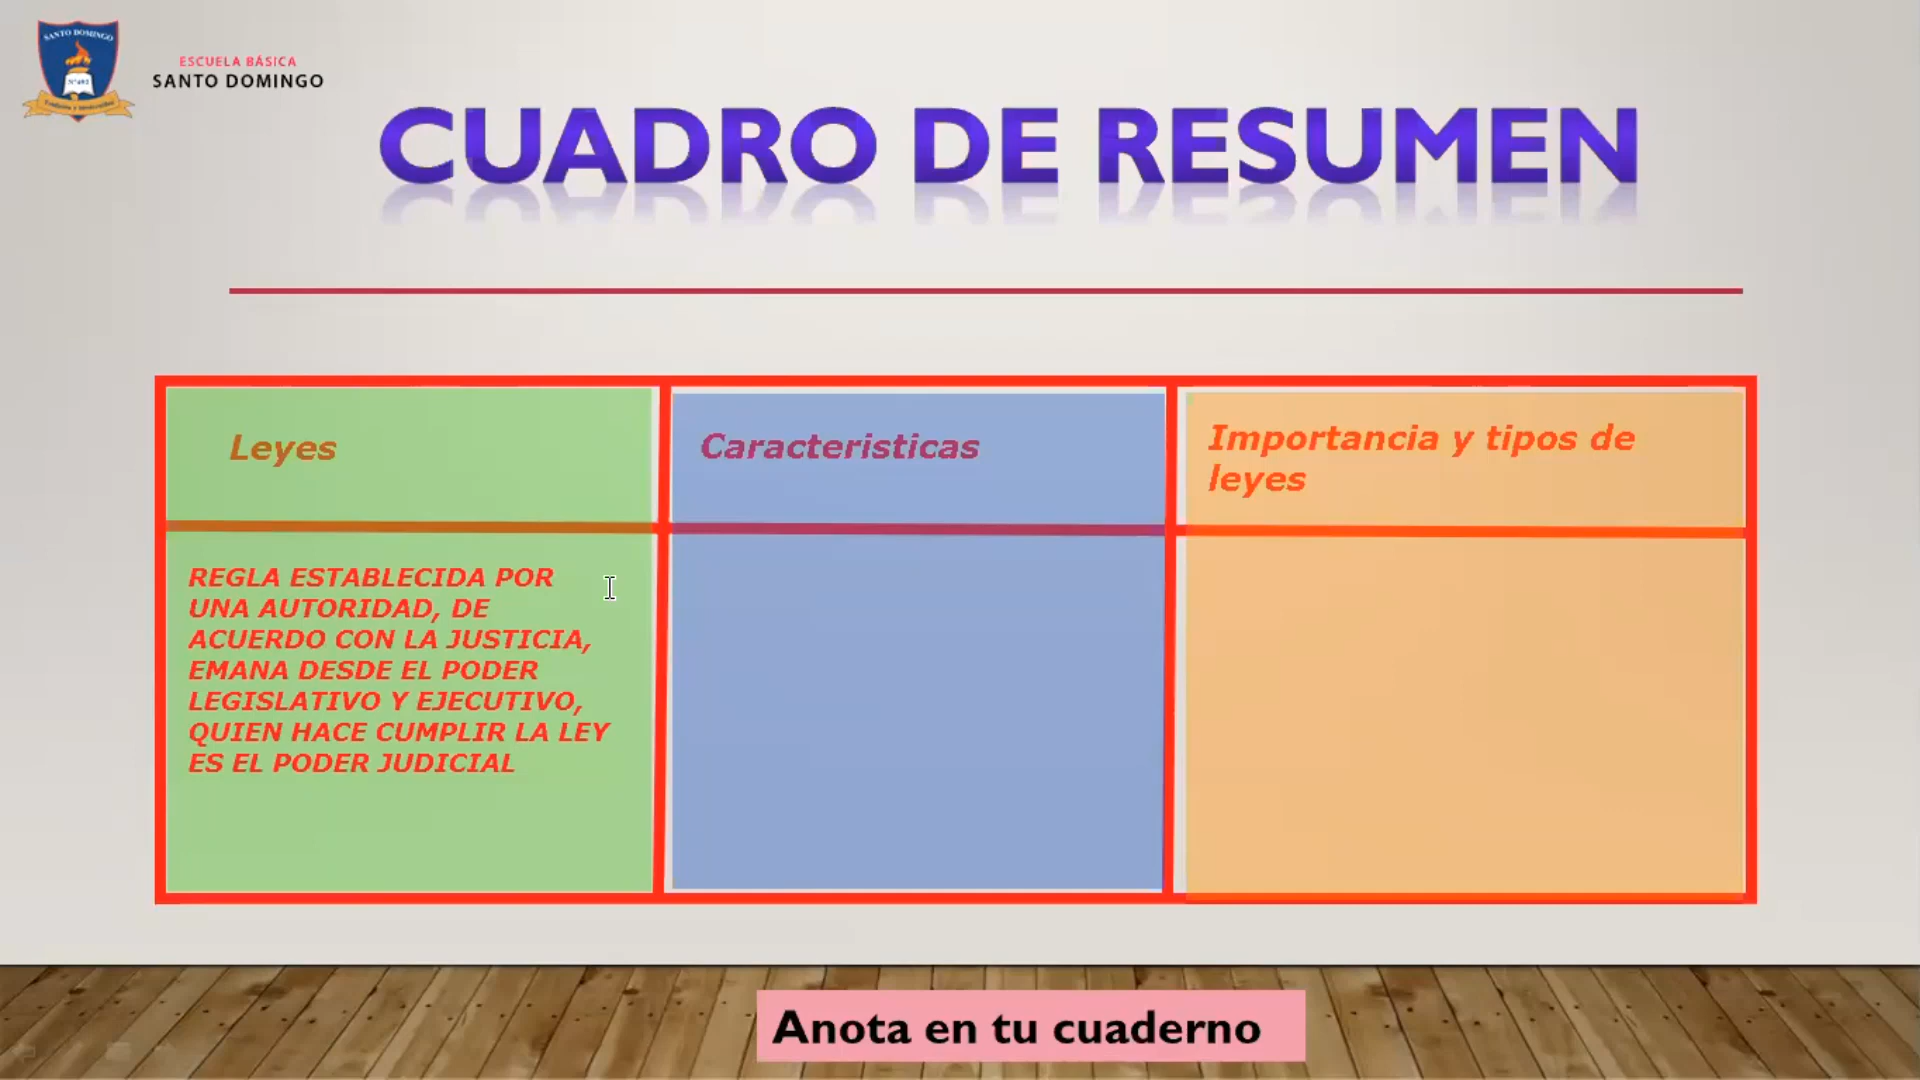 SANTO DOMINGO
ESCUELA BÁSICA
SANTO DOMINGO
CUADRO DE RESUMEN
Leyes
Caracteristicas
Importancia y tipos de
leyes
REGLA ESTABLECIDA POR
UNA AUTORIDAD, DE
ACUERDO CON LA JUSTICIA,
EMANA DESDE EL PODER
LEGISLATIVO Y EJECUTIVO,
QUIEN HACE CUMPLIR LA LEY
ES EL PODER JUDICIAL
Anota en tu cuaderno